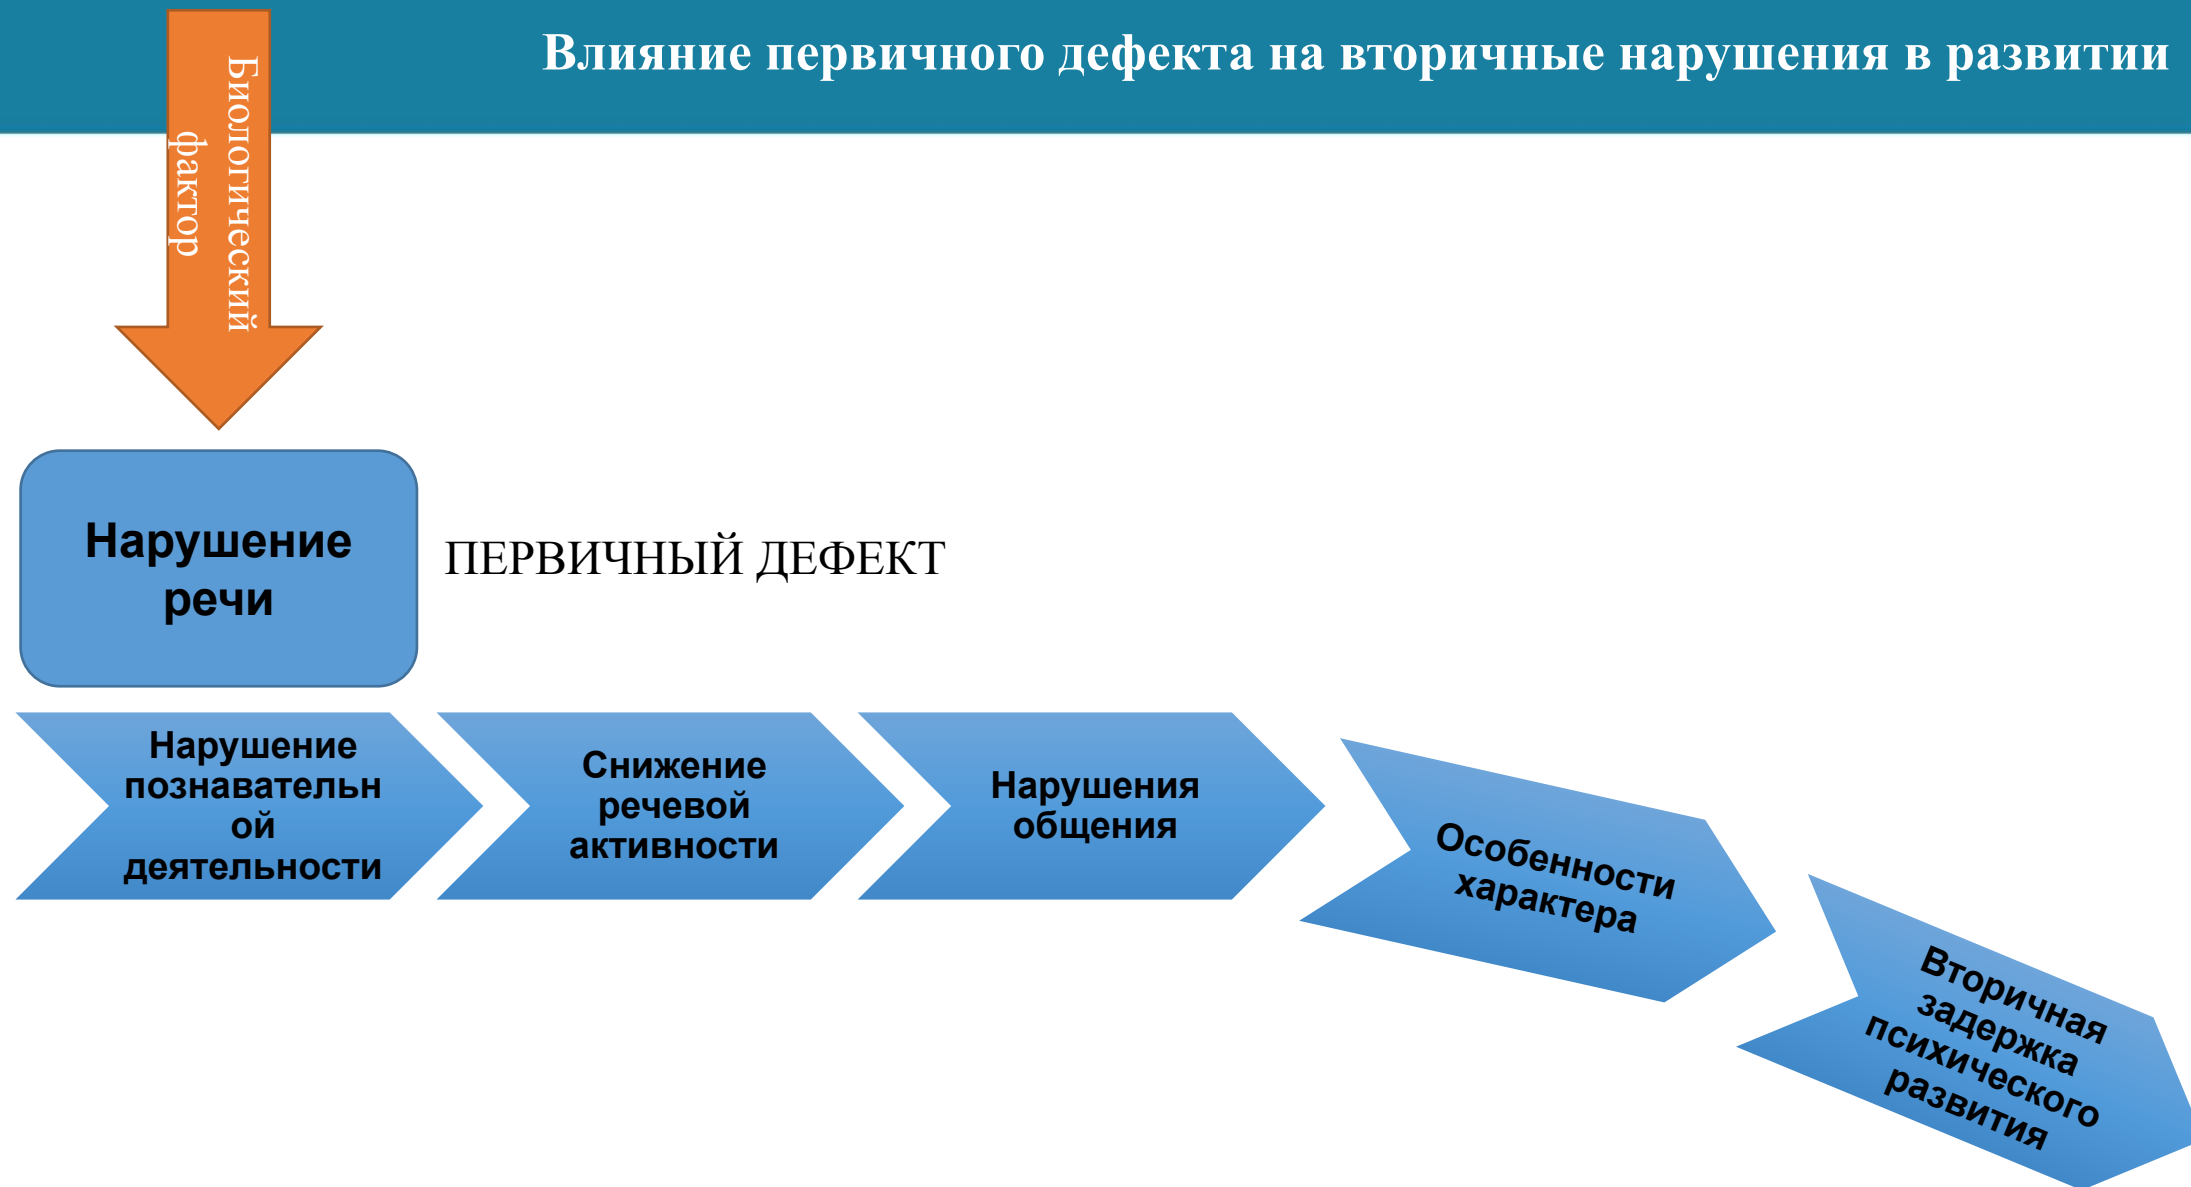 Влияние первичного дефекта на вторичные нарушения в развитии
Биологический
фактор
Нарушение
речи
ПЕРВИЧНЫЙ ДЕФЕКТ
Нарушение
познавательн
ой
деятельности
Снижение
речевой
активности
Нарушения
общения
Особенности
характера
Вторичная
задержка
психического
развития